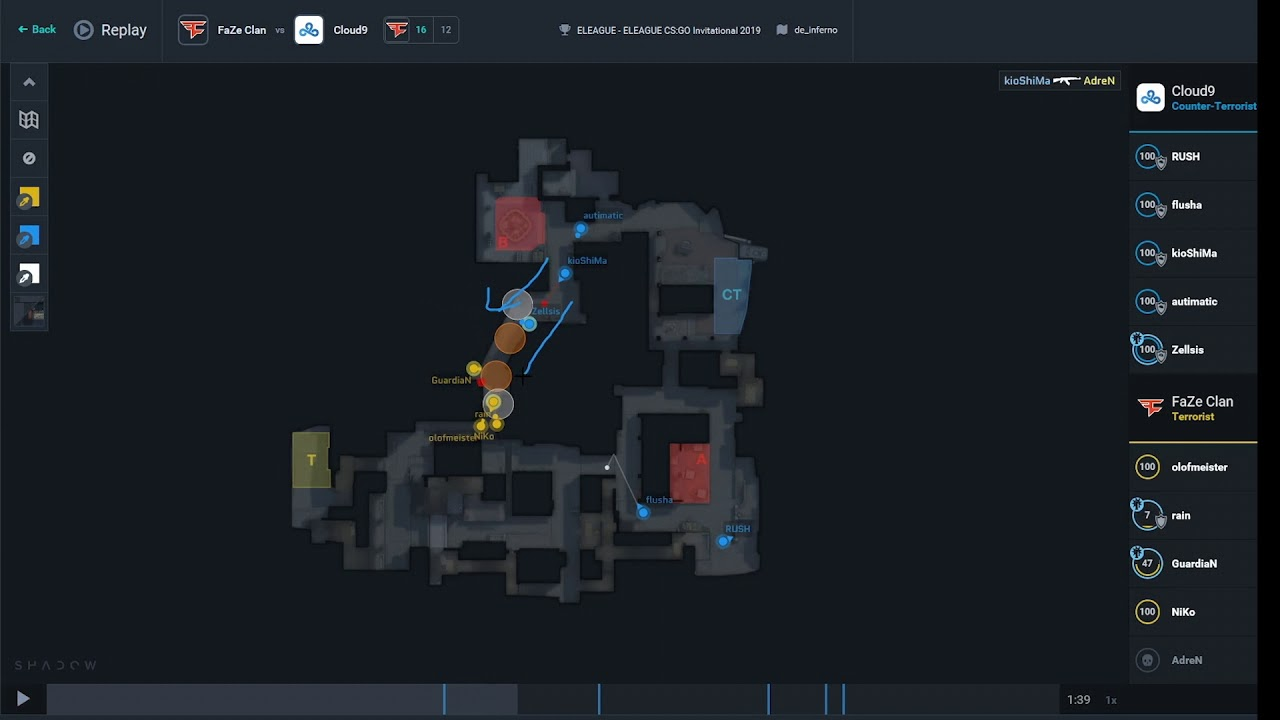 Back
Replay
FaZe Clan vs Cloud9 16 12
ELEAGUE - ELEAGUE CS:GO Invitational 2019
de_inferno
kioShiMa AdreN
Cloud9
Counter-Terrorist
100 RUSH
100 flusha
100 kioShiMa
100 autimatic
100 Zellsis
FaZe Clan
Terrorist
100 olofmeister
7 rain
47 GuardiaN
100 NiKo
AdreN
autimatic
B
kioShiMa
CT
Zellsis
GuardiaN
rain
olofmeiste NiKo
T
A
flusha
RUSH
SHADOW
1:39 1x